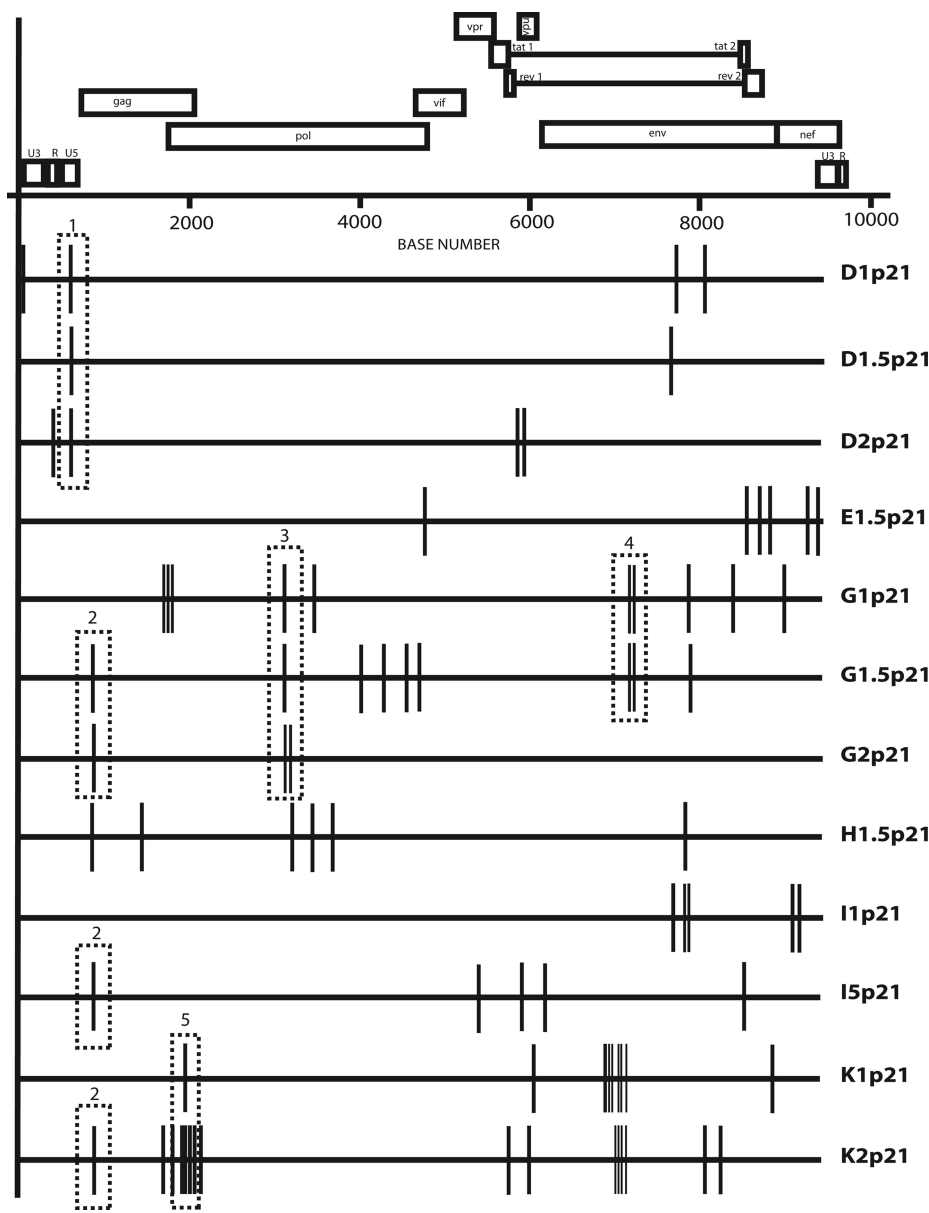 vpr vpu
tat 1 tat 2
rev 1 rev 2
gag vif
pol env nef
U3 R U5 U3 R
2000 4000 6000 8000 10000
BASE NUMBER
1
D1p21
D1.5p21
D2p21
E1.5p21
3 4
G1p21
2
G1.5p21
G2p21
H1.5p21
I1p21
2
I5p21
5
K1p21
2
K2p21